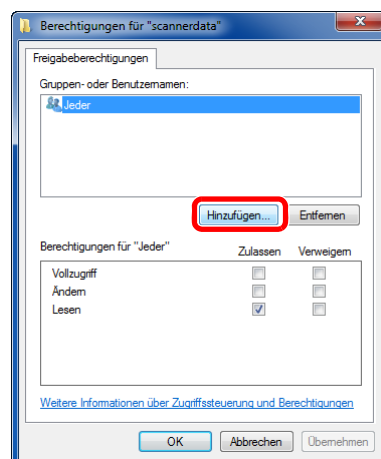 Berechtigungen für "scannerdata"
Freigabeberechtigungen
Gruppen- oder Benutzernamen:
Jeder
Hinzufügen... Entfernen
Berechtigungen für "Jeder" Zulassen Verweigern
Vollzugriff
Ändern
Lesen
Weitere Informationen über Zugriffssteuerung und Berechtigungen
OK Abbrechen Übernehmen